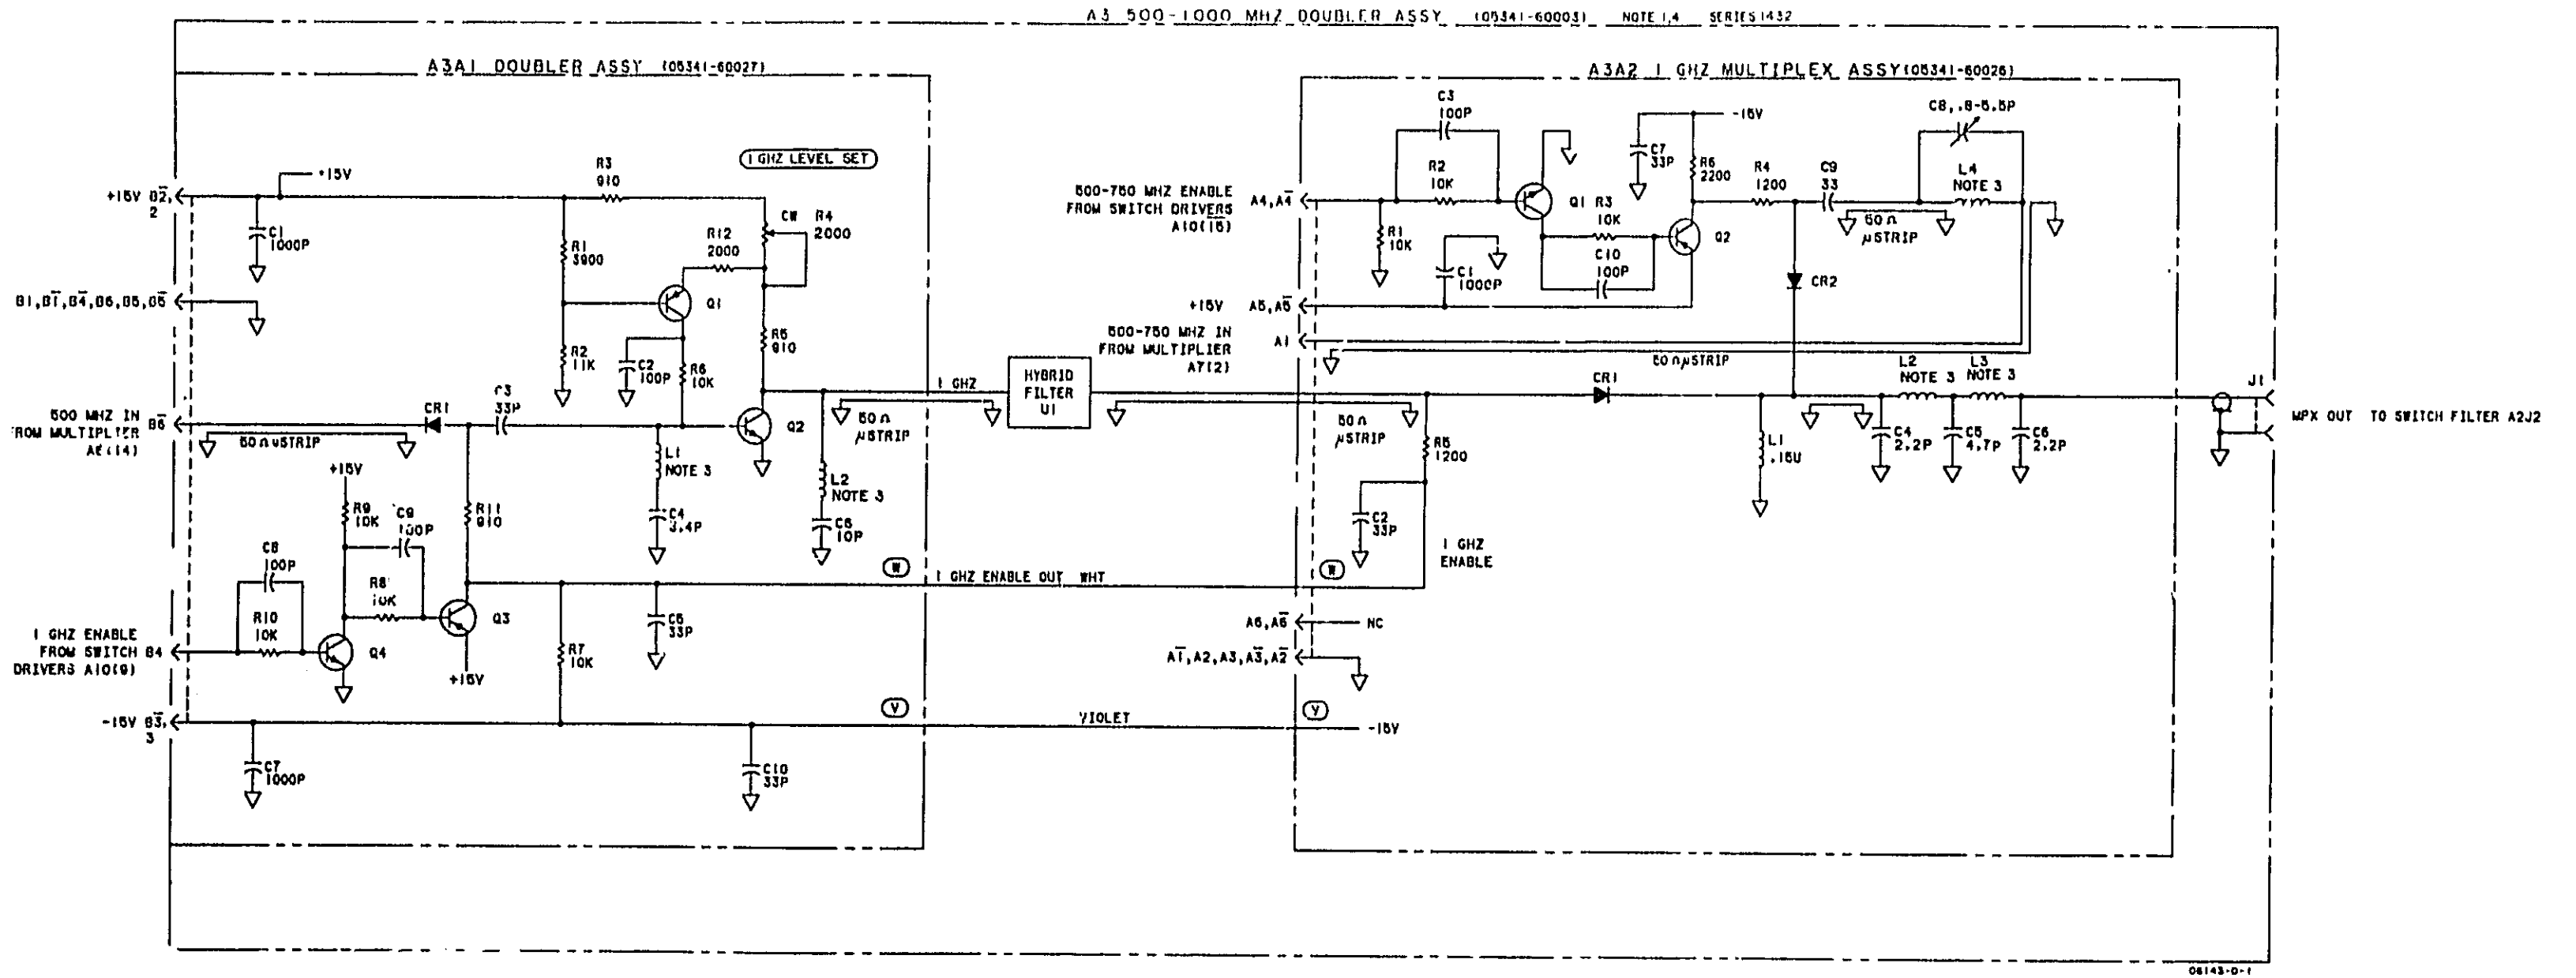 A3 500-1000 MHZ DOUBLER ASSY (05341-60003) NOTE 1,4 SERIES 1432
A3A1 DOUBLER ASSY (05341-60027)
A3A2 1 GHZ MULTIPLEX ASSY (05341-60026)
1 GHZ LEVEL SET
+15V B2̅,
2
+15V
C1
1000P
R3
910
R1
3900
R12
2000
CW
R4
2000
Q1
B1,B1̅,B4̅,B6,B5,B5̅
R2
11K
C2
100P
R6
10K
R5
910
500 MHZ IN
FROM MULTIPLIER
B6̅
50Ω µSTRIP
CR1
C3
33P
Q2
L1
NOTE 3
C4
3.4P
L2
NOTE 3
C6
10P
50Ω
µSTRIP
1 GHZ
HYBRID
FILTER
U1
+15V
R9
10K
C9
100P
R11
910
C8
100P
R8
10K
R10
10K
Q3
Q4
+15V
1 GHZ ENABLE
FROM SWITCH B4
DRIVERS A10(9)
W
1 GHZ ENABLE OUT WHT
R7
10K
33P
-15V B3̅,
3
C7
1000P
C10
33P
V
VIOLET
500-750 MHZ ENABLE
FROM SWITCH DRIVERS
A4,A4̅
C3
100P
R2
10K
R1
10K
Q1
R3
10K
C10
100P
C1
1000P
C7
33P
-15V
R6
2200
Q2
R4
1200
C9
33
50Ω
µSTRIP
C8, .8-5.5P
L4
NOTE 3
CR2
+15V A5,A5̅
500-750 MHZ IN
FROM MULTIPLIER
A7(2)
A1
50Ω µSTRIP
50Ω
µSTRIP
R5
1200
C2
33P
1 GHZ
ENABLE
CR1
L1
.15U
L2
NOTE 3
L3
NOTE 3
C4
2.2P
C5
4.7P
C6
2.2P
J1
MPX OUT TO SWITCH FILTER A2J2
W
A6,A6̅
NC
A1̅,A2,A3,A3̅,A2̅
V
-15V